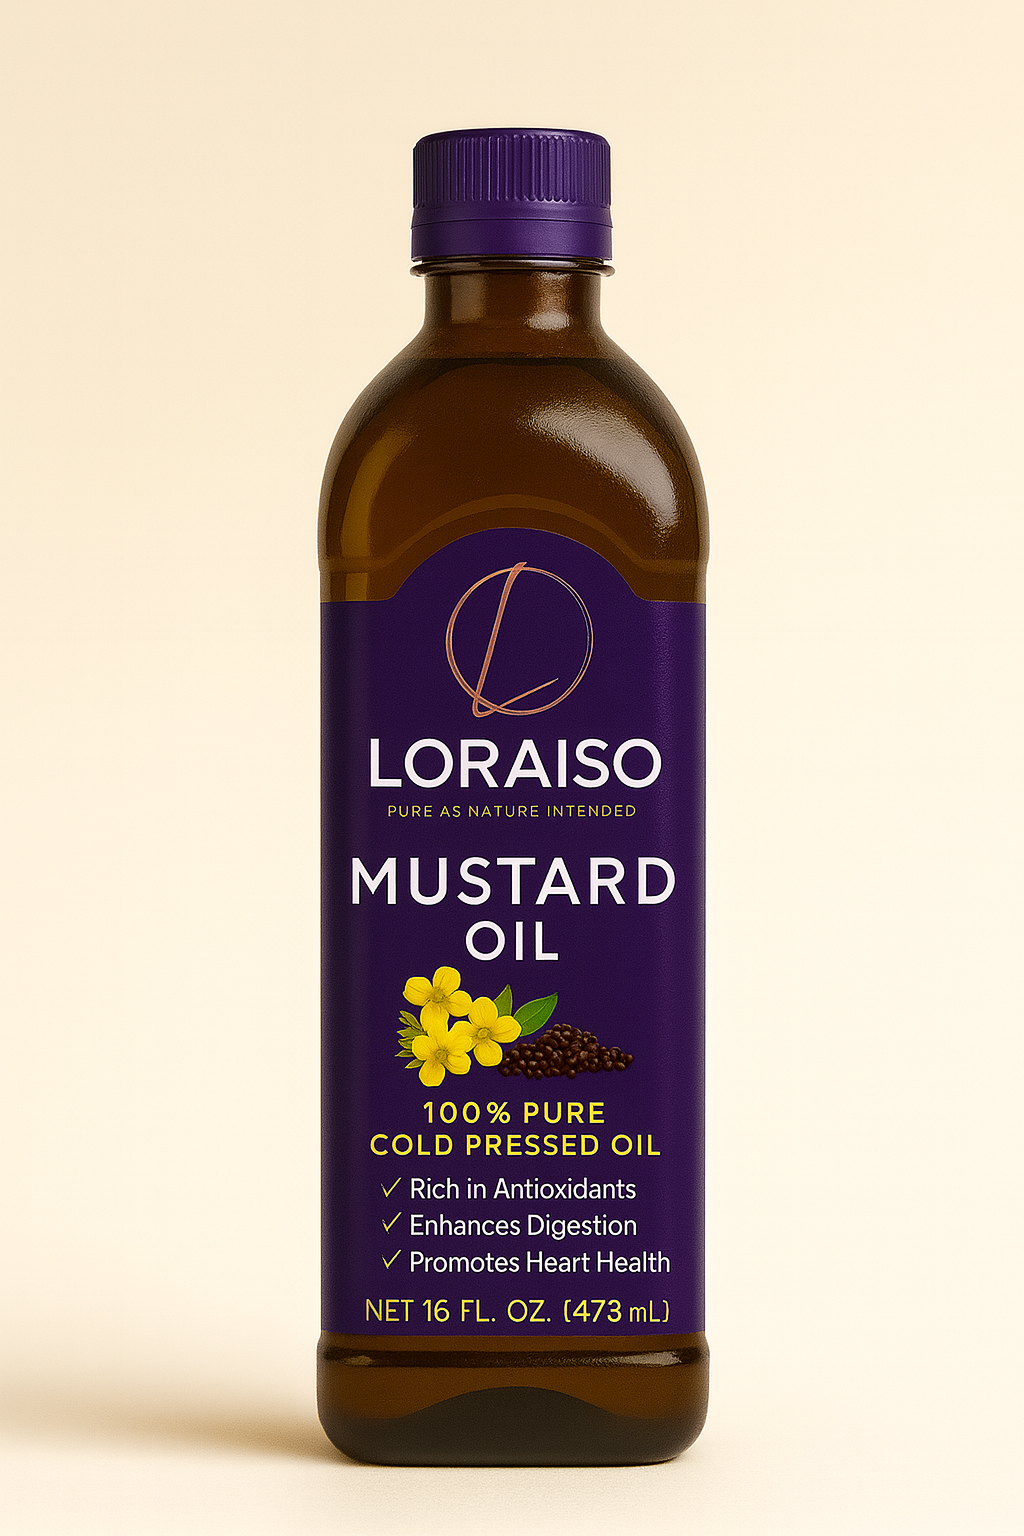 LORAISO
PURE AS NATURE INTENDED
MUSTARD
OIL
100% PURE
COLD PRESSED OIL
✓ Rich in Antioxidants
✓ Enhances Digestion
✓ Promotes Heart Health
NET 16 FL. OZ. (473 mL)